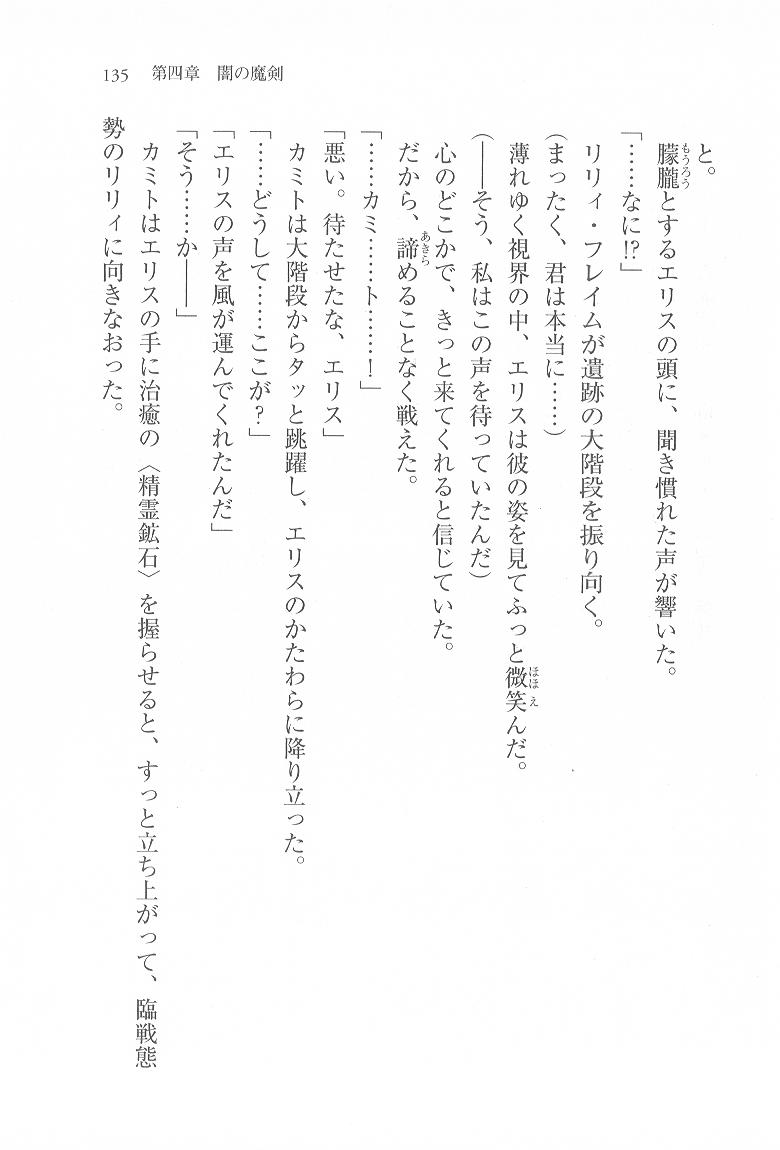 135　第四章　闇の魔剣
と。
朦朧とするエリスの頭に、聞き慣れた声が響いた。
「……なに!?」
リリィ・フレイムが遺跡の大階段を振り向く。
(まったく、君は本当に……)
薄れゆく視界の中、エリスは彼の姿を見てふっと微笑んだ。
(──そう、私はこの声を待っていたんだ)
心のどこかで、きっと来てくれると信じていた。
だから、諦めることなく戦えた。
「……カミ……ト……！」
「悪い。待たせたな、エリス」
カミトは大階段からタッと跳躍し、エリスのかたわらに降り立った。
「……どうして……ここが？」
「エリスの声を風が運んでくれたんだ」
「そう……か──」
カミトはエリスの手に治癒の〈精霊鉱石〉を握らせると、すっと立ち上がって、臨戦態
勢のリリィに向きなおった。
もうろう
ほほえ
あきら